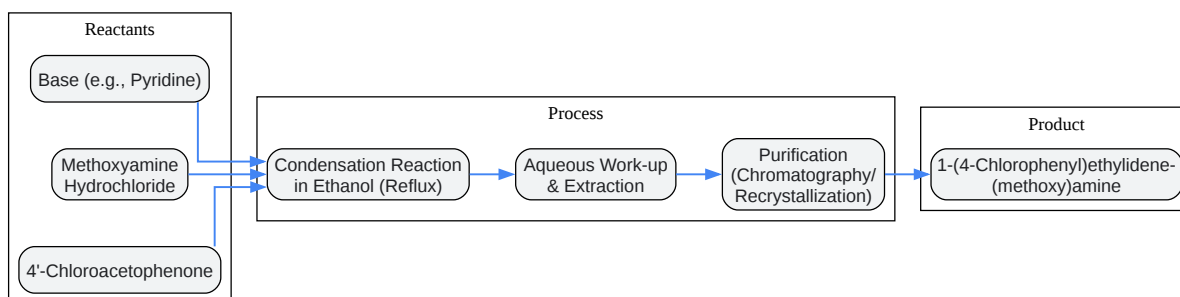 Reactants
Base (e.g., Pyridine)
Methoxyamine
Hydrochloride
4'-Chloroacetophenone
Process
Condensation Reaction
in Ethanol (Reflux)
Aqueous Work-up
& Extraction
Purification
(Chromatography/
Recrystallization)
Product
1-(4-Chlorophenyl)ethylidene-
(methoxy)amine